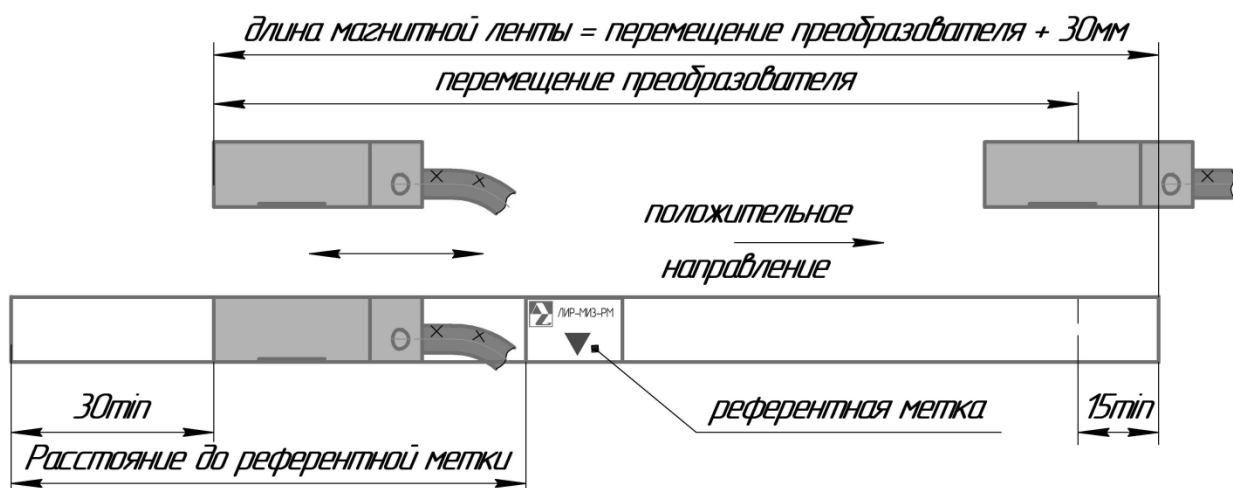 длина магнитной ленты = перемещение преобразователя + 30мм
перемещение преобразователя
положительное
направление
ЛИР-МИЗ-РМ
30min
референтная метка
15min
Расстояние до референтной метки